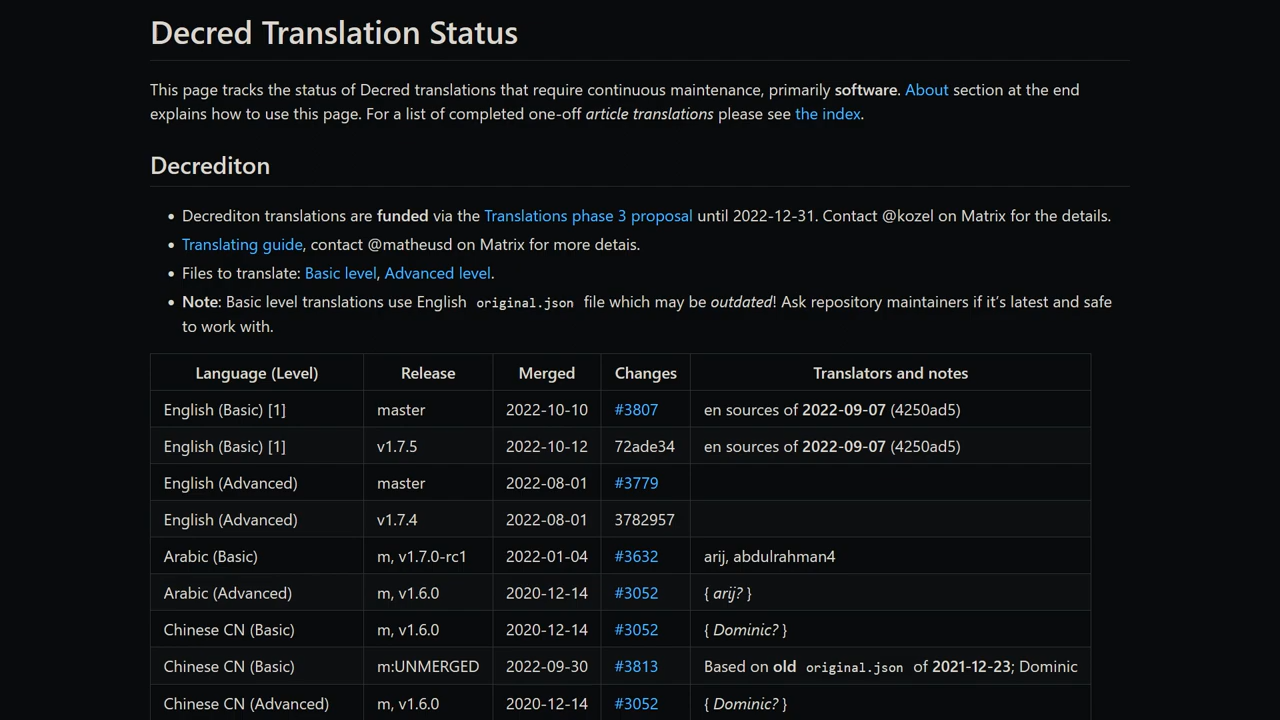 Decred Translation Status
This page tracks the status of Decred translations that require continuous maintenance, primarily software. About section at the end
explains how to use this page. For a list of completed one-off article translations please see the index.
Decrediton
• Decrediton translations are funded via the Translations phase 3 proposal until 2022-12-31. Contact @kozel on Matrix for the details.
• Translating guide, contact @matheusd on Matrix for more detais.
• Files to translate: Basic level, Advanced level.
• Note: Basic level translations use English original.json file which may be outdated! Ask repository maintainers if it's latest and safe
to work with.
Language (Level) Release Merged Changes Translators and notes
English (Basic) [1] master 2022-10-10 #3807 en sources of 2022-09-07 (4250ad5)
English (Basic) [1] v1.7.5 2022-10-12 72ade34 en sources of 2022-09-07 (4250ad5)
English (Advanced) master 2022-08-01 #3779
English (Advanced) v1.7.4 2022-08-01 3782957
Arabic (Basic) m, v1.7.0-rc1 2022-01-04 #3632 arij, abdulrahman4
Arabic (Advanced) m, v1.6.0 2020-12-14 #3052 { arij? }
Chinese CN (Basic) m, v1.6.0 2020-12-14 #3052 { Dominic? }
Chinese CN (Basic) m:UNMERGED 2022-09-30 #3813 Based on old original.json of 2021-12-23; Dominic
Chinese CN (Advanced) m, v1.6.0 2020-12-14 #3052 { Dominic? }